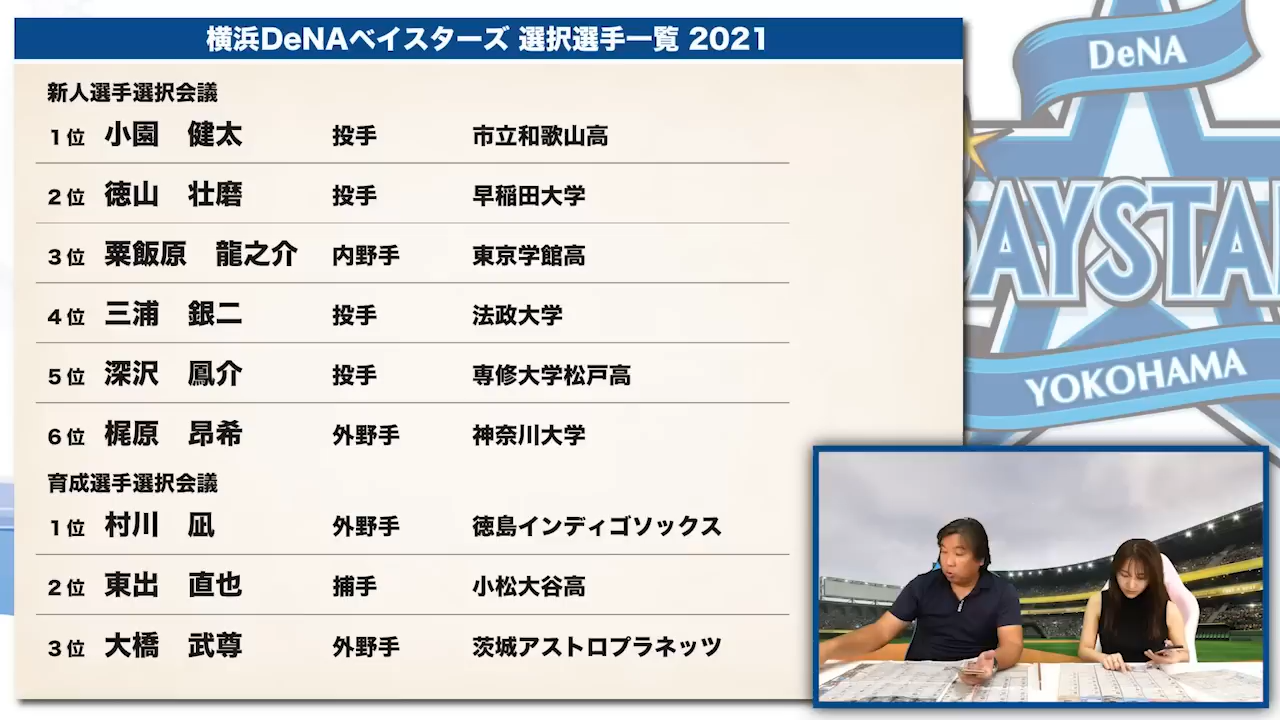 横浜DeNAベイスターズ 選択選手一覧 2021
新人選手選択会議
1位 小園 健太 投手 市立和歌山高
2位 徳山 壮磨 投手 早稲田大学
3位 粟飯原 龍之介 内野手 東京学館高
4位 三浦 銀二 投手 法政大学
5位 深沢 鳳介 投手 専修大学松戸高
6位 梶原 昂希 外野手 神奈川大学
育成選手選択会議
1位 村川 凪 外野手 徳島インディゴソックス
2位 東出 直也 捕手 小松大谷高
3位 大橋 武尊 外野手 茨城アストロプラネッツ
DeNA
BAYSTA
YOKOHAMA